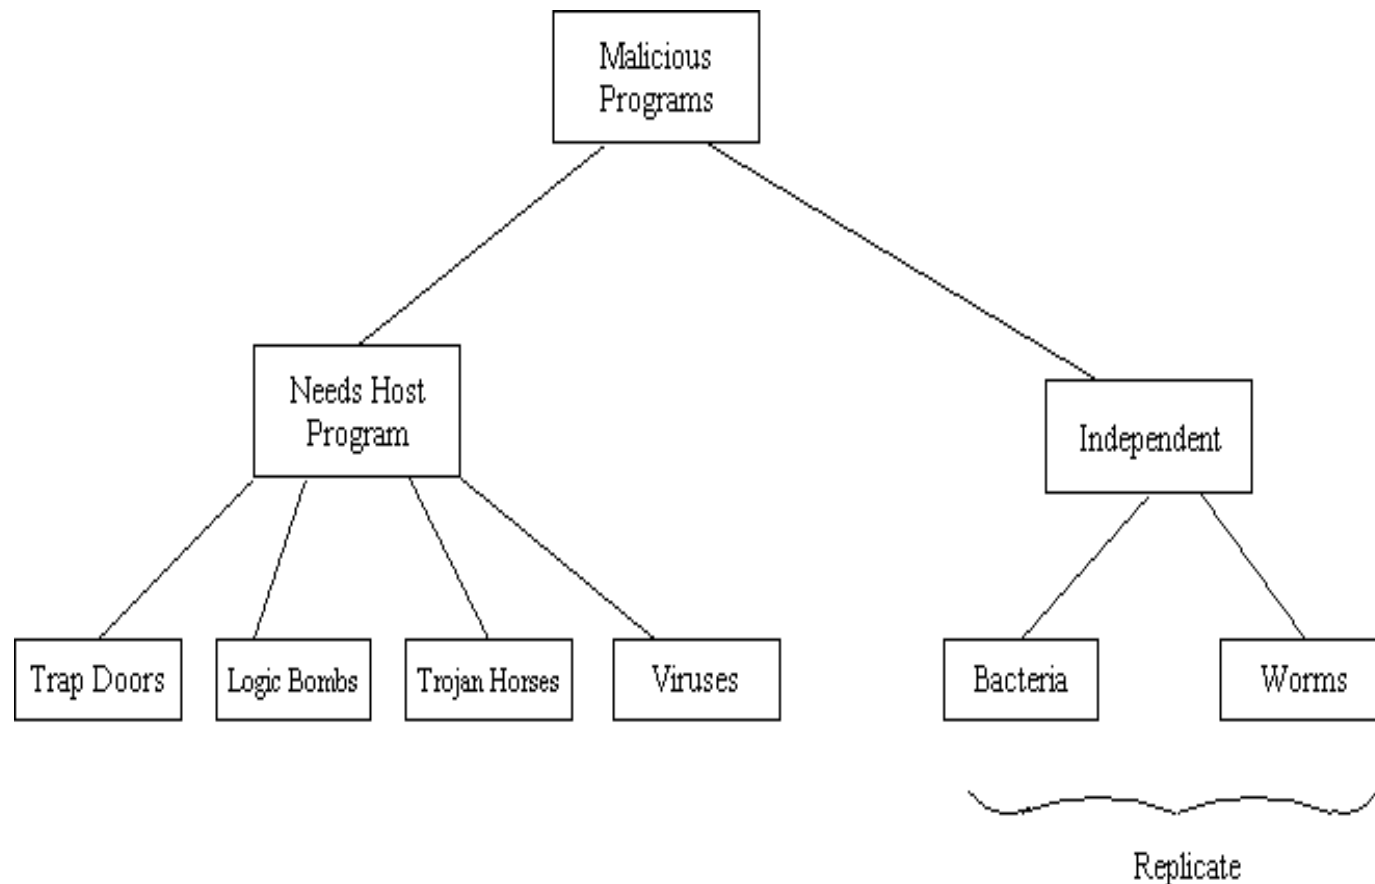 Malicious
Programs
Needs Host
Program
Independent
Trap Doors
Logic Bombs
Trojan Horses
Viruses
Bacteria
Worms
Replicate